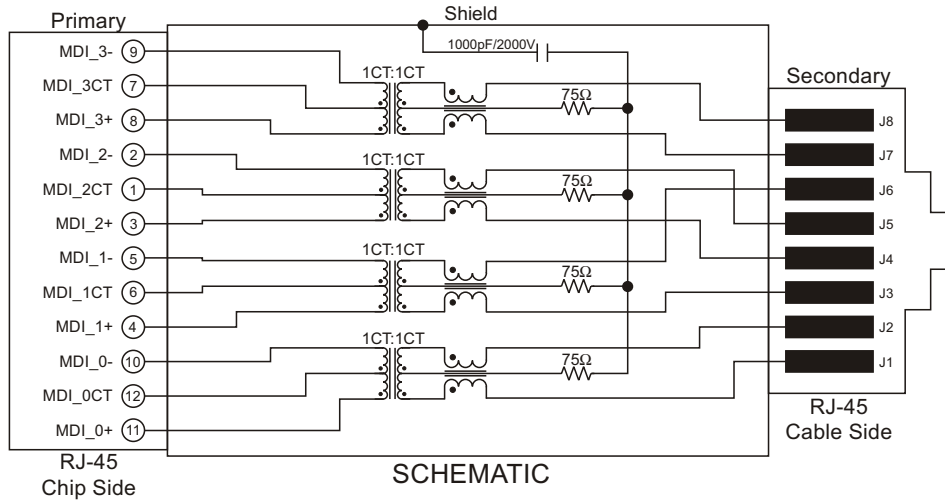 Primary
Shield
1000pF/2000V
MDI_3- 9
MDI_3CT 7
MDI_3+ 8
MDI_2- 2
MDI_2CT 1
MDI_2+ 3
MDI_1- 5
MDI_1CT 6
MDI_1+ 4
MDI_0- 10
MDI_0CT 12
MDI_0+ 11
RJ-45
Chip Side
1CT:1CT
75Ω
1CT:1CT
75Ω
1CT:1CT
75Ω
1CT:1CT
75Ω
Secondary
J8
J7
J6
J5
J4
J3
J2
J1
RJ-45
Cable Side
SCHEMATIC